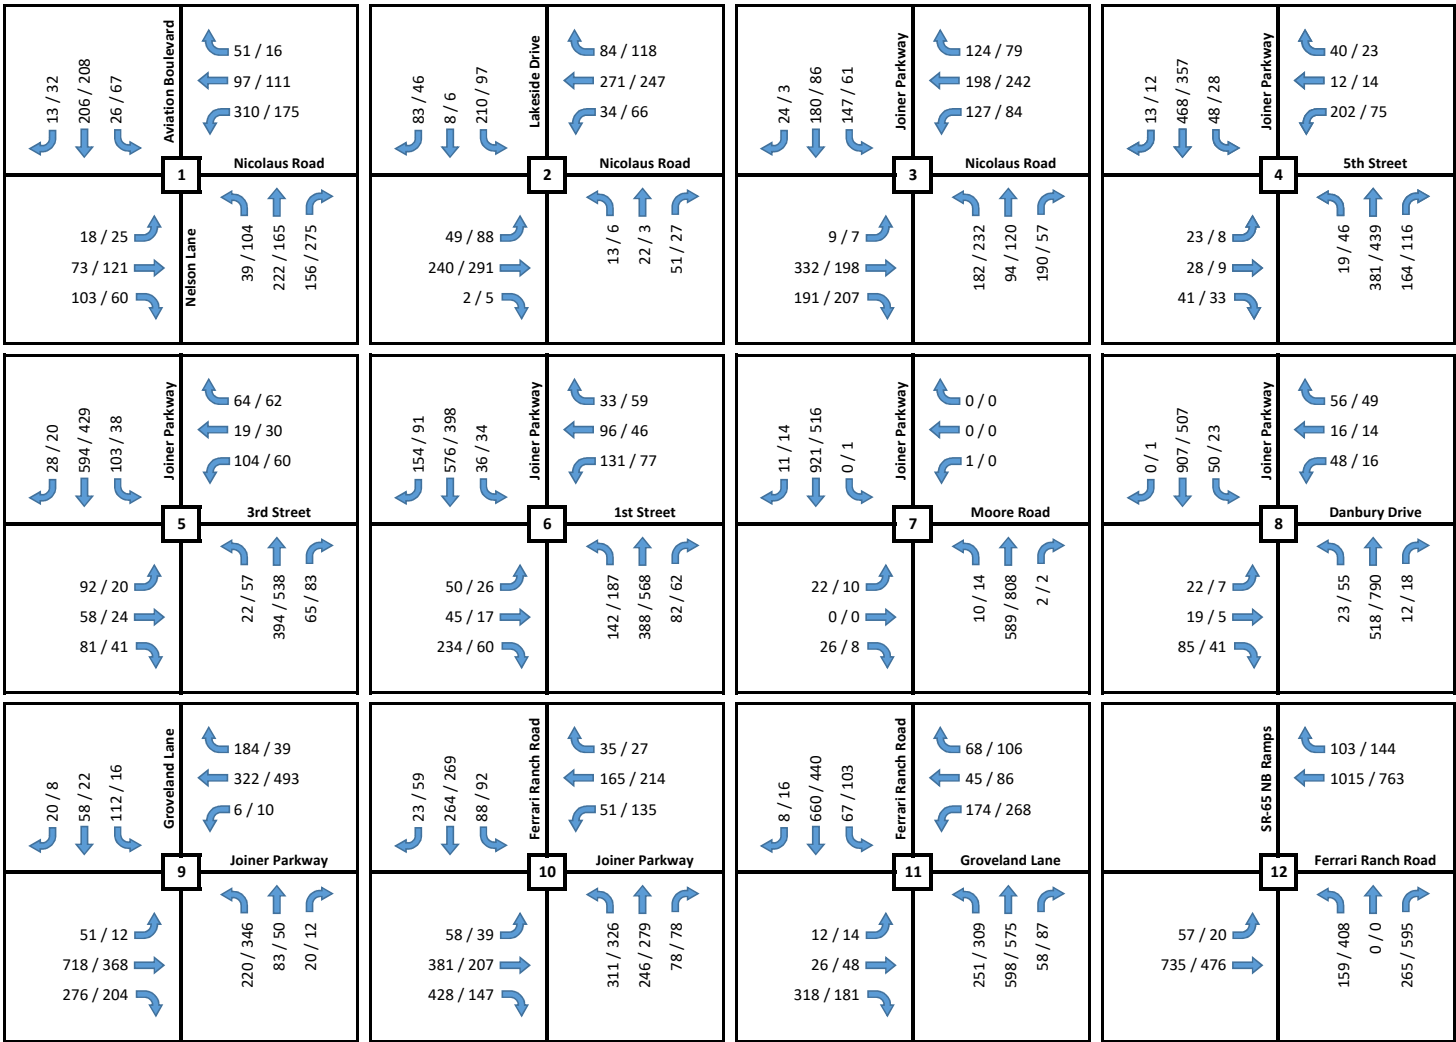 Aviation Boulevard
13 / 32
206 / 208
26 / 67
51 / 16
97 / 111
310 / 175
1
Nicolaus Road
Nelson Lane
18 / 25
73 / 121
103 / 60
39 / 104
222 / 165
156 / 275
Lakeside Drive
83 / 46
8 / 6
210 / 97
84 / 118
271 / 247
34 / 66
2
Nicolaus Road
49 / 88
240 / 291
2 / 5
13 / 6
22 / 3
51 / 27
Joiner Parkway
24 / 3
180 / 86
147 / 61
124 / 79
198 / 242
127 / 84
3
Nicolaus Road
9 / 7
332 / 198
191 / 207
182 / 232
94 / 120
190 / 57
Joiner Parkway
13 / 12
468 / 357
48 / 28
40 / 23
12 / 14
202 / 75
4
5th Street
23 / 8
28 / 9
41 / 33
19 / 46
381 / 439
164 / 116
Joiner Parkway
28 / 20
594 / 429
103 / 38
64 / 62
19 / 30
104 / 60
5
3rd Street
92 / 20
58 / 24
81 / 41
22 / 57
394 / 538
65 / 83
Joiner Parkway
154 / 91
576 / 398
36 / 34
33 / 59
96 / 46
131 / 77
6
1st Street
50 / 26
45 / 17
234 / 60
142 / 187
388 / 568
82 / 62
Joiner Parkway
11 / 14
921 / 516
0 / 1
0 / 0
0 / 0
1 / 0
7
Moore Road
22 / 10
0 / 0
26 / 8
10 / 14
589 / 808
2 / 2
Joiner Parkway
0 / 1
907 / 507
50 / 23
56 / 49
16 / 14
48 / 16
8
Danbury Drive
22 / 7
19 / 5
85 / 41
23 / 55
518 / 790
12 / 18
Groveland Lane
20 / 8
58 / 22
112 / 16
184 / 39
322 / 493
6 / 10
9
Joiner Parkway
51 / 12
718 / 368
276 / 204
220 / 346
83 / 50
20 / 12
Ferrari Ranch Road
23 / 59
264 / 269
88 / 92
35 / 27
165 / 214
51 / 135
10
Joiner Parkway
58 / 39
381 / 207
428 / 147
311 / 326
246 / 279
78 / 78
Ferrari Ranch Road
8 / 16
660 / 440
67 / 103
68 / 106
45 / 86
174 / 268
11
Groveland Lane
12 / 14
26 / 48
318 / 181
251 / 309
598 / 575
58 / 87
SR-65 NB Ramps
103 / 144
1015 / 763
12
Ferrari Ranch Road
57 / 20
735 / 476
159 / 408
0 / 0
265 / 595